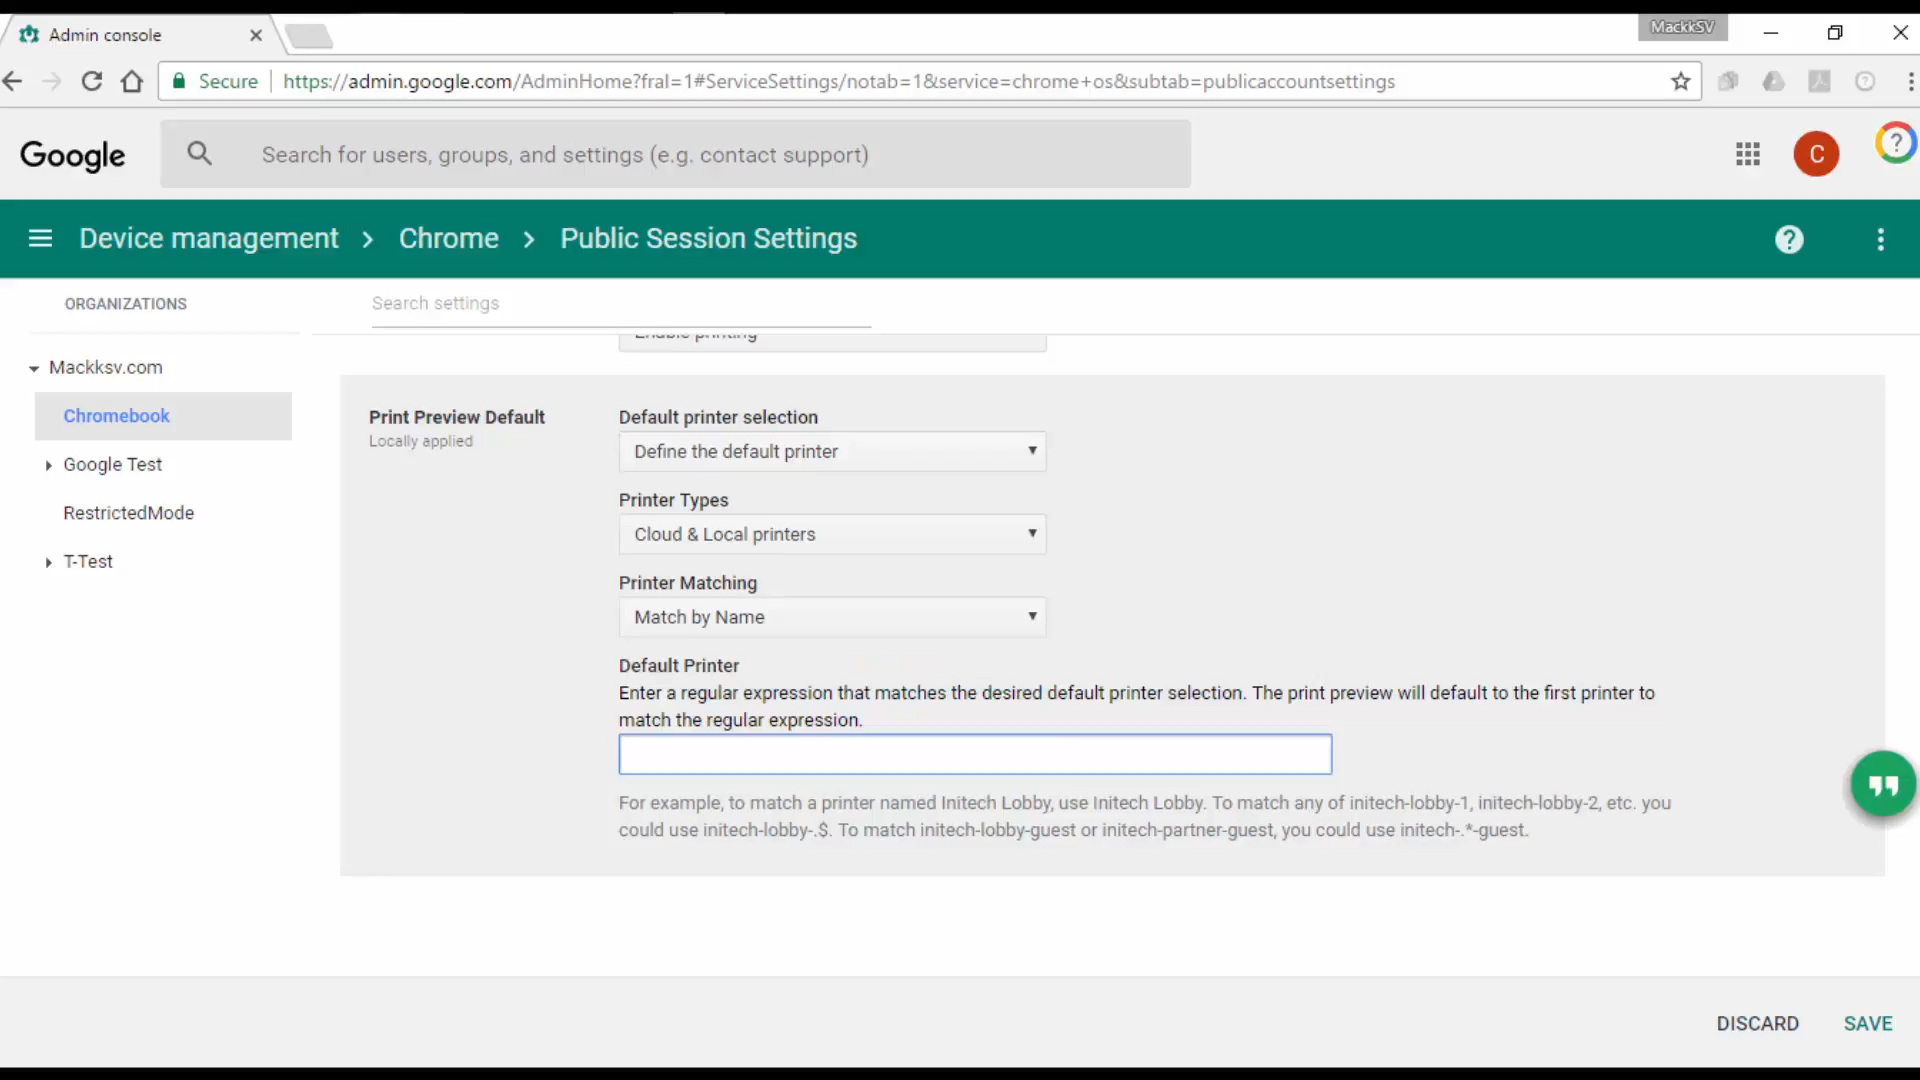 Admin console
MackkSV
Secure https://admin.google.com/AdminHome?fral=1#ServiceSettings/notab=1&service=chrome+os&subtab=publicaccountsettings
Google Search for users, groups, and settings (e.g. contact support) C ?
Device management > Chrome > Public Session Settings ?
ORGANIZATIONS
Search settings
Enable printing
Mackksv.com
Chromebook
Google Test
RestrictedMode
T-Test
Print Preview Default
Locally applied
Default printer selection
Define the default printer
Printer Types
Cloud & Local printers
Printer Matching
Match by Name
Default Printer
Enter a regular expression that matches the desired default printer selection. The print preview will default to the first printer to
match the regular expression.
For example, to match a printer named Initech Lobby, use Initech Lobby. To match any of initech-lobby-1, initech-lobby-2, etc. you
could use initech-lobby-.$. To match initech-lobby-guest or initech-partner-guest, you could use initech-.*-guest.
DISCARD SAVE